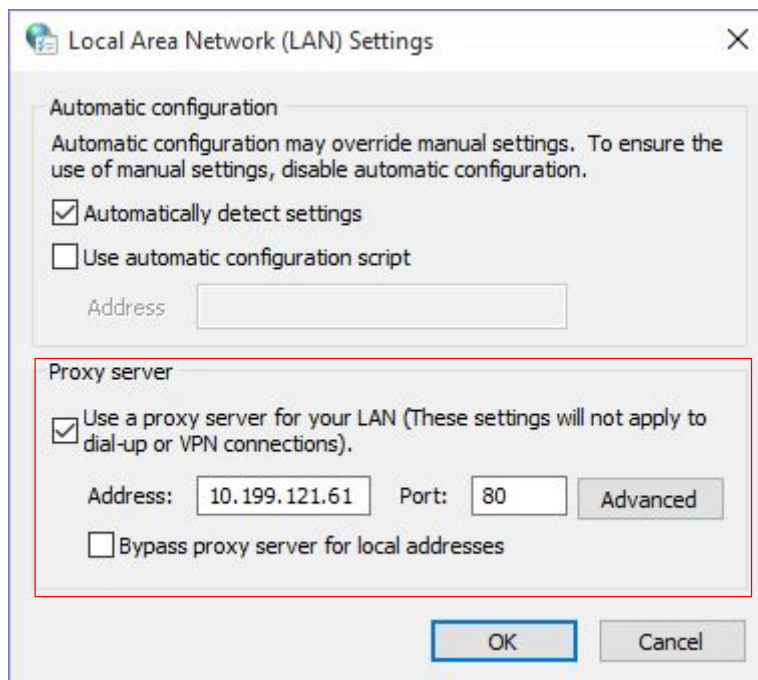 Local Area Network (LAN) Settings
Automatic configuration
Automatic configuration may override manual settings.  To ensure the
use of manual settings, disable automatic configuration.
Automatically detect settings
Use automatic configuration script
Address
Proxy server
Use a proxy server for your LAN (These settings will not apply to
dial-up or VPN connections).
Address: 10.199.121.61 Port: 80 Advanced
Bypass proxy server for local addresses
OK Cancel